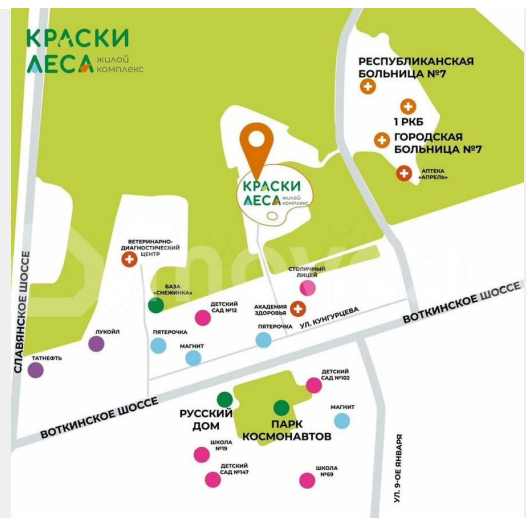 КРАСКИ
ЛЕСА жилой
комплекс
РЕСПУБЛИКАНСКАЯ
БОЛЬНИЦА №7
1 РКБ
ГОРОДСКАЯ
БОЛЬНИЦА №7
АПТЕКА
«АПРЕЛЬ»
КРАСКИ
ЛЕСА жилой
комплекс
ВЕТЕРИНАРНО-
ДИАГНОСТИЧЕСКИЙ
ЦЕНТР
СТОЛИЧНЫЙ
ЛИЦЕЙ
БАЗА
«СНЕЖИНКА»
ДЕТСКИЙ
САД №12
АКАДЕМИЯ
ЗДОРОВЬЯ
УЛ. КУНГУРЦЕВА
ВОТКИНСКОЕ ШОССЕ
СЛАВЯНСКОЕ ШОССЕ
ЛУКОЙЛ
ПЯТЕРОЧКА
ПЯТЕРОЧКА
МАГНИТ
ТАТНЕФТЬ
ДЕТСКИЙ
САД №102
ВОТКИНСКОЕ ШОССЕ
РУССКИЙ
ДОМ
ПАРК
КОСМОНАВТОВ
МАГНИТ
ШКОЛА
№19
ДЕТСКИЙ
САД №147
ШКОЛА
№69
УЛ. 9-ОЕ ЯНВАРЯ